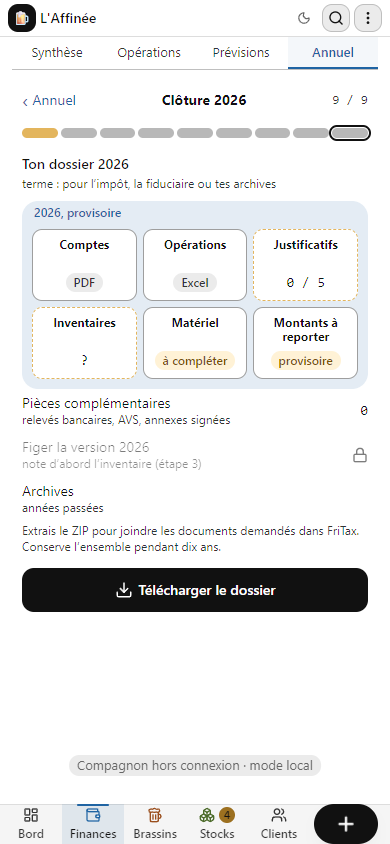 L'Affinée
Synthèse
Opérations
Prévisions
Annuel
‹ Annuel
Clôture 2026
9 / 9
Ton dossier 2026
terme : pour l'impôt, la fiduciaire ou tes archives
2026, provisoire
Comptes
PDF
Opérations
Excel
Justificatifs
0 / 5
Inventaires
?
Matériel
à compléter
Montants à
reporter
provisoire
Pièces complémentaires
relevés bancaires, AVS, annexes signées
0
Figer la version 2026
note d'abord l'inventaire (étape 3)
Archives
années passées
Extrais le ZIP pour joindre les documents demandés dans FriTax.
Conserve l'ensemble pendant dix ans.
Télécharger le dossier
Compagnon hors connexion · mode local
Bord
Finances
Brassins
Stocks
4
Clients